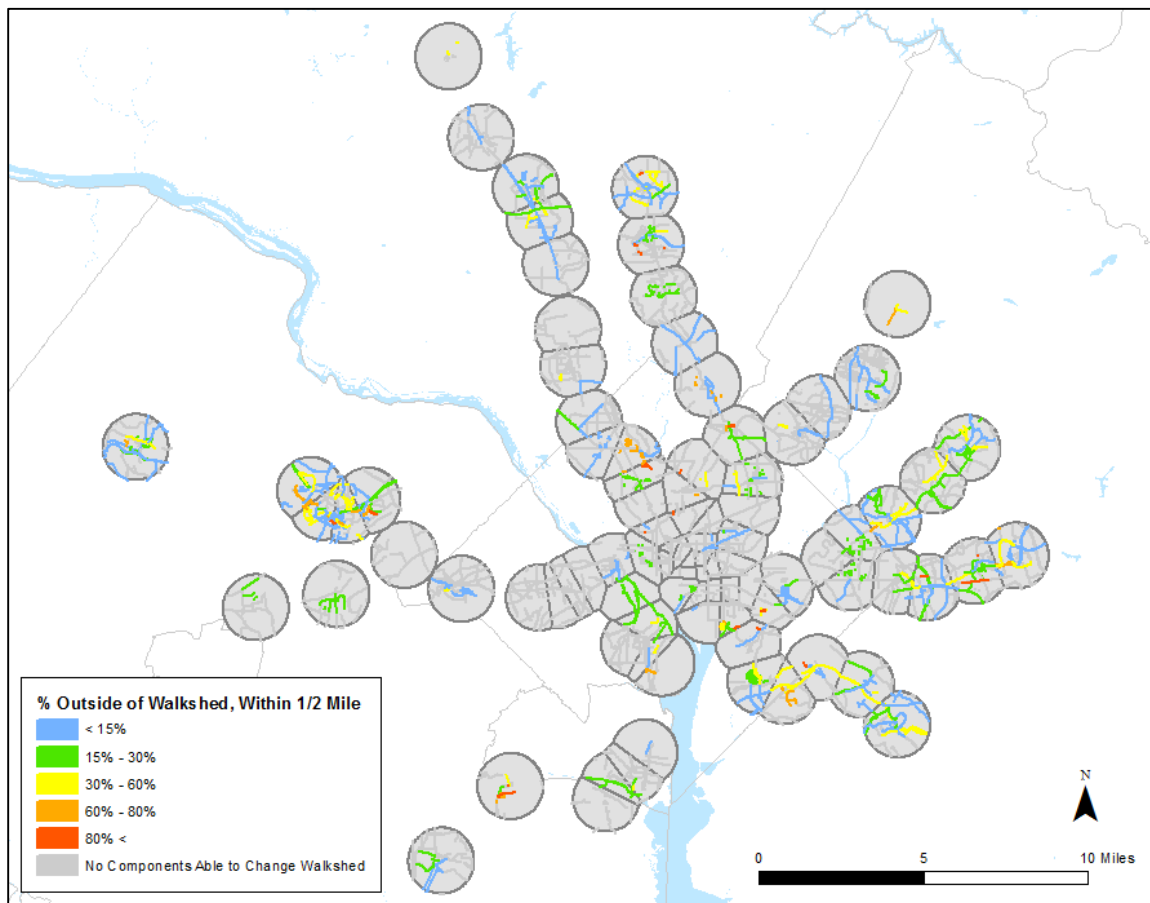 % Outside of Walkshed, Within 1/2 Mile
< 15%
15% - 30%
30% - 60%
60% - 80%
80% <
No Components Able to Change Walkshed
N
0 5 10 Miles